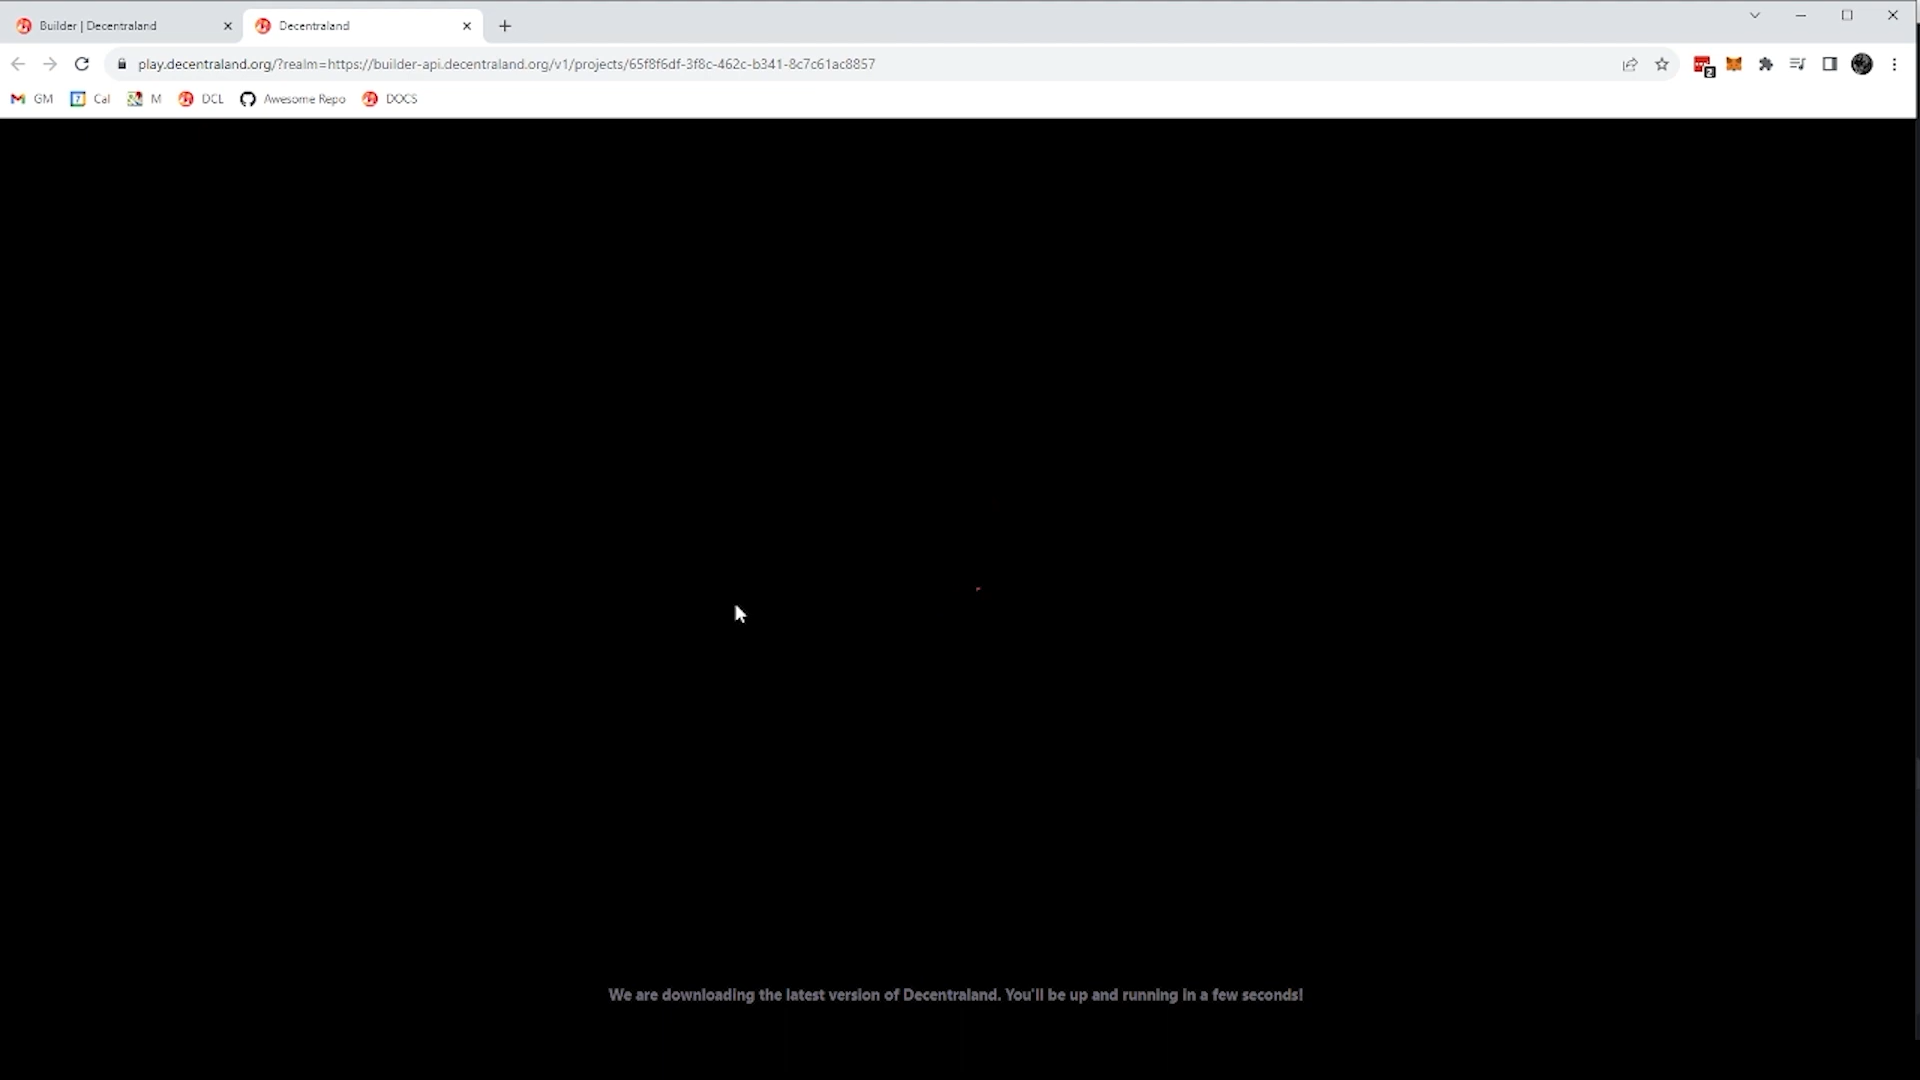 Builder | Decentraland
Decentraland
play.decentraland.org/?realm=https://builder-api.decentraland.org/v1/projects/65f8f6df-3f8c-462c-b341-8c7c61ac8857
2
GM
7
Cal
M
DCL
Awesome Repo
DOCS
We are downloading the latest version of Decentraland. You'll be up and running in a few seconds!